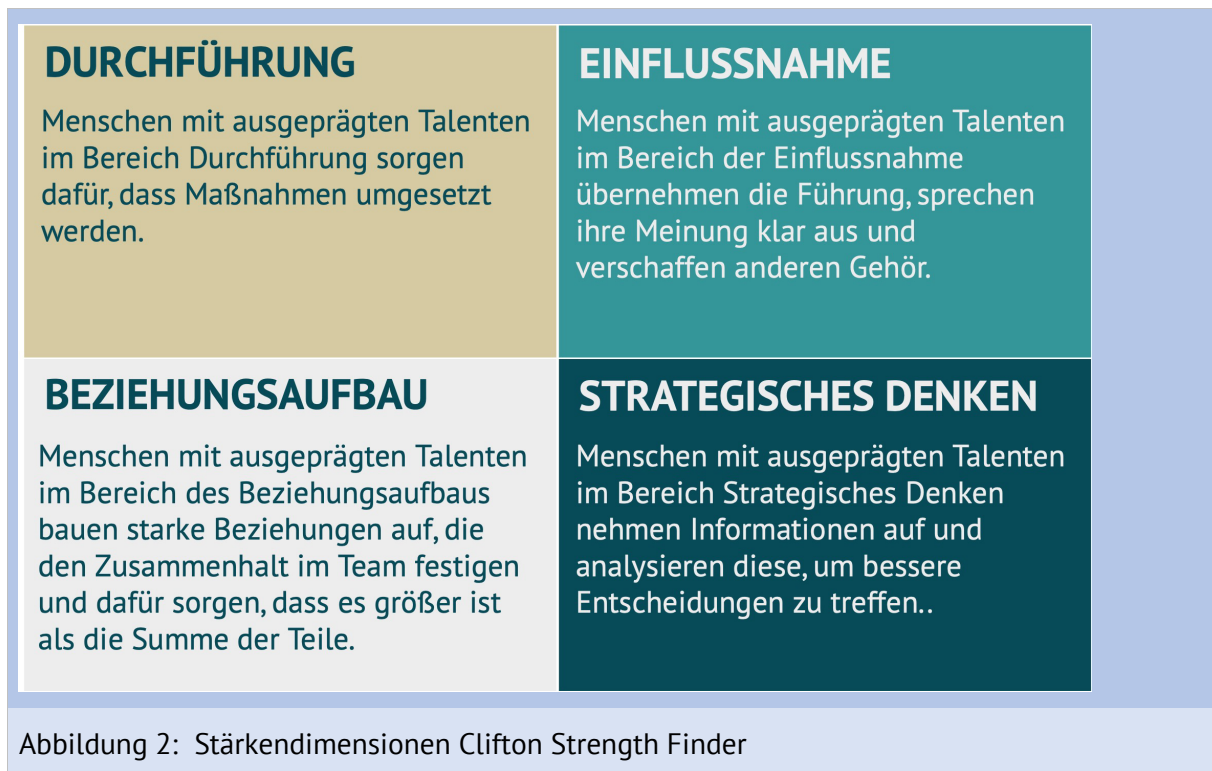 DURCHFÜHRUNG
Menschen mit ausgeprägten Talenten
im Bereich Durchführung sorgen
dafür, dass Maßnahmen umgesetzt
werden.
EINFLUSSNAHME
Menschen mit ausgeprägten Talenten
im Bereich der Einflussnahme
übernehmen die Führung, sprechen
ihre Meinung klar aus und
verschaffen anderen Gehör.
BEZIEHUNGSAUFBAU
Menschen mit ausgeprägten Talenten
im Bereich des Beziehungsaufbaus
bauen starke Beziehungen auf, die
den Zusammenhalt im Team festigen
und dafür sorgen, dass es größer ist
als die Summe der Teile.
STRATEGISCHES DENKEN
Menschen mit ausgeprägten Talenten
im Bereich Strategisches Denken
nehmen Informationen auf und
analysieren diese, um bessere
Entscheidungen zu treffen..
Abbildung 2: Stärkendimensionen Clifton Strength Finder